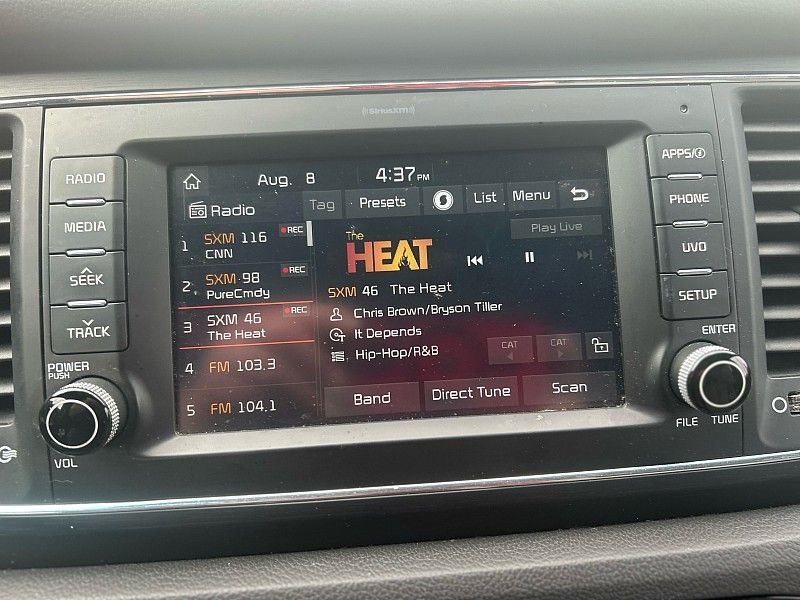 SIRIUSXM
RADIO
MEDIA
SEEK
TRACK
POWER
PUSH
VOL
Aug. 8 4:37 PM
Radio
Tag Presets List Menu
1 SXM 116 REC
CNN
2 SXM 98 REC
PureCmdy
3 SXM 46 REC
The Heat
4 FM 103.3
5 FM 104.1
Play Live
The
HEAT
SXM 46 The Heat
Chris Brown/Bryson Tiller
It Depends
Hip-Hop/R&B
CAT CAT
Band Direct Tune Scan
APPS/i
PHONE
UVO
SETUP
ENTER
FILE TUNE